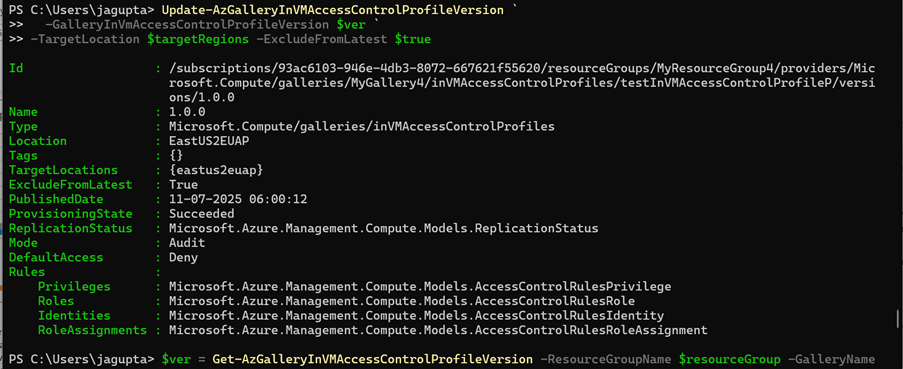 PS C:\Users\jagupta> Update-AzGalleryInVMAccessControlProfileVersion `
>>   -GalleryInVmAccessControlProfileVersion $ver `
>> -TargetLocation $targetRegions -ExcludeFromLatest $true
Id                : /subscriptions/93ac6103-946e-4db3-8072-667621f55620/resourceGroups/MyResourceGroup4/providers/Mic
rosoft.Compute/galleries/MyGallery4/inVMAccessControlProfiles/testInVMAccessControlProfileP/versi
ons/1.0.0
Name              : 1.0.0
Type              : Microsoft.Compute/galleries/inVMAccessControlProfiles
Location          : EastUS2EUAP
Tags              : {}
TargetLocations   : {eastus2euap}
ExcludeFromLatest : True
PublishedDate     : 11-07-2025 06:00:12
ProvisioningState : Succeeded
ReplicationStatus : Microsoft.Azure.Management.Compute.Models.ReplicationStatus
Mode              : Audit
DefaultAccess     : Deny
Rules             :
    Privileges      : Microsoft.Azure.Management.Compute.Models.AccessControlRulesPrivilege
    Roles           : Microsoft.Azure.Management.Compute.Models.AccessControlRulesRole
    Identities      : Microsoft.Azure.Management.Compute.Models.AccessControlRulesIdentity
    RoleAssignments : Microsoft.Azure.Management.Compute.Models.AccessControlRulesRoleAssignment
PS C:\Users\jagupta> $ver = Get-AzGalleryInVMAccessControlProfileVersion -ResourceGroupName $resourceGroup -GalleryName